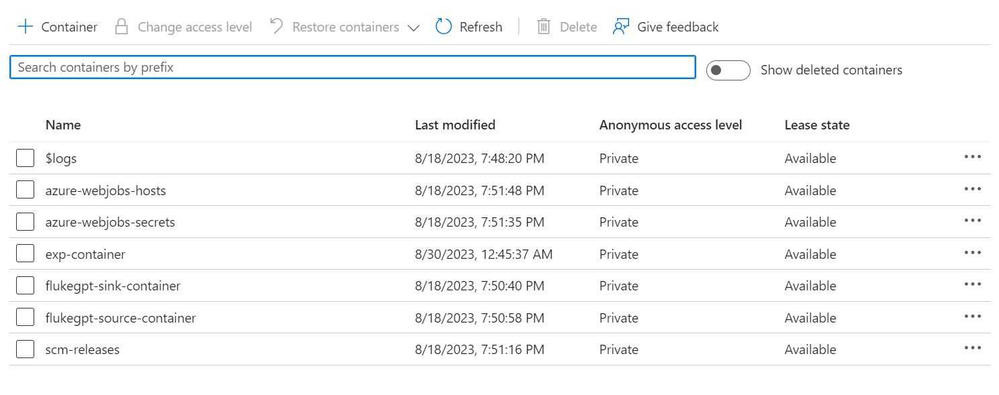 Container Change access level Restore containers Refresh Delete Give feedback
Search containers by prefix Show deleted containers
Name Last modified Anonymous access level Lease state
$logs 8/18/2023, 7:48:20 PM Private Available
azure-webjobs-hosts 8/18/2023, 7:51:48 PM Private Available
azure-webjobs-secrets 8/18/2023, 7:51:35 PM Private Available
exp-container 8/30/2023, 12:45:37 AM Private Available
flukegpt-sink-container 8/18/2023, 7:50:40 PM Private Available
flukegpt-source-container 8/18/2023, 7:50:58 PM Private Available
scm-releases 8/18/2023, 7:51:16 PM Private Available